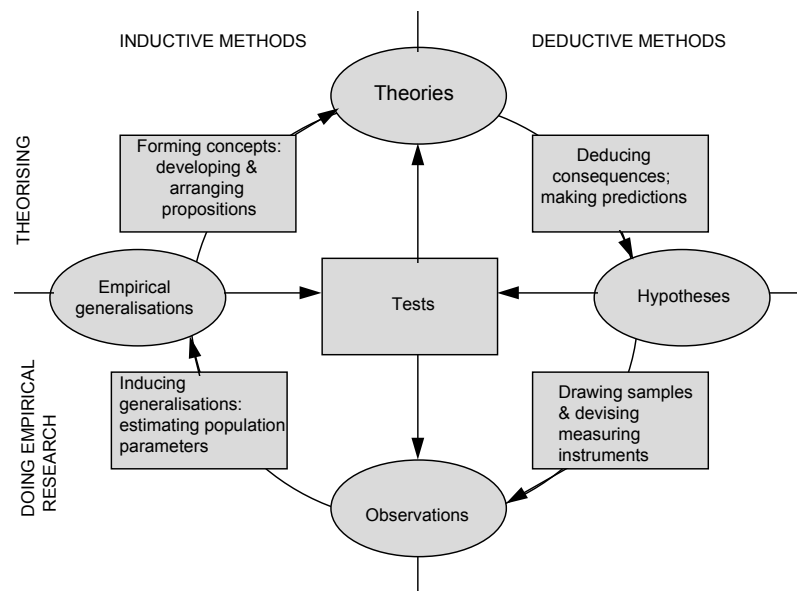 INDUCTIVE METHODS
DEDUCTIVE METHODS
Theories
THEORISING
Forming concepts:
developing &
arranging
propositions
Deducing
consequences;
making predictions
Empirical
generalisations
Tests
Hypotheses
DOING EMPIRICAL
RESEARCH
Inducing
generalisations:
estimating population
parameters
Drawing samples
& devising
measuring
instruments
Observations